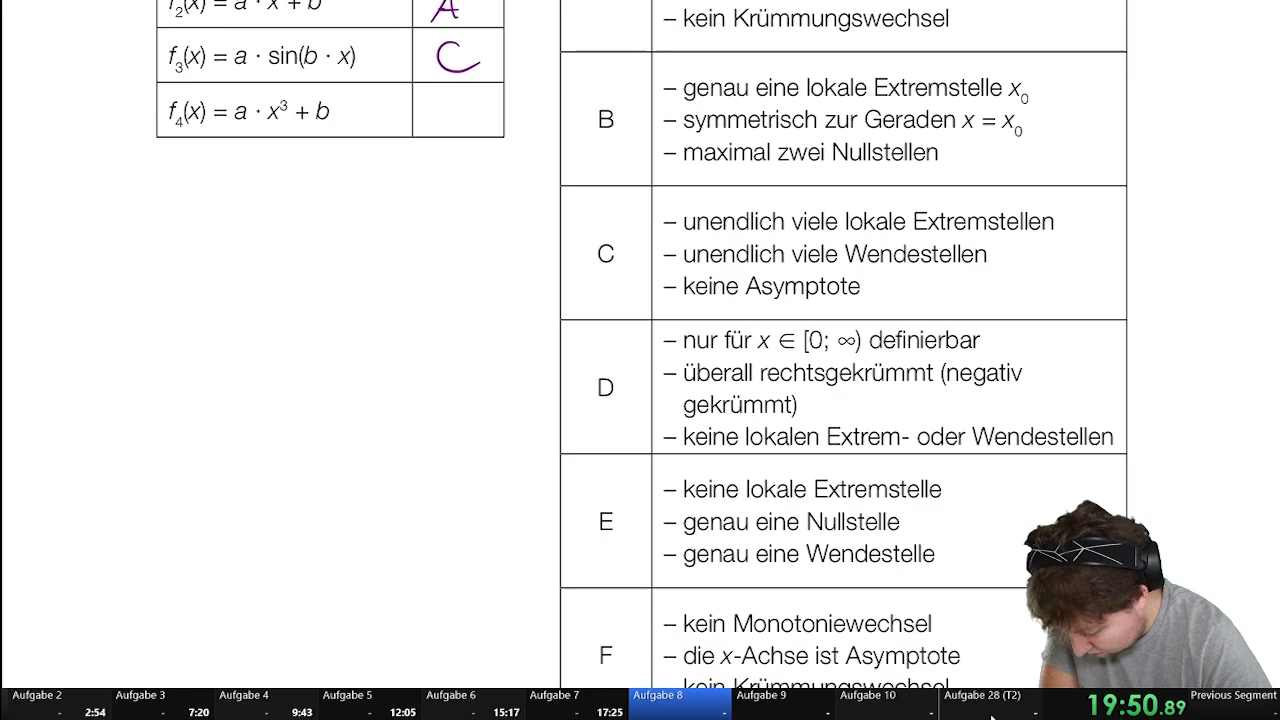 f₂(x) = a · x + b
A
– kein Krümmungswechsel
f₃(x) = a · sin(b · x)
C
f₄(x) = a · x³ + b
B
– genau eine lokale Extremstelle x₀
– symmetrisch zur Geraden x = x₀
– maximal zwei Nullstellen
C
– unendlich viele lokale Extremstellen
– unendlich viele Wendestellen
– keine Asymptote
D
– nur für x ∈ [0; ∞) definierbar
– überall rechtsgekrümmt (negativ
gekrümmt)
– keine lokalen Extrem- oder Wendestellen
E
– keine lokale Extremstelle
– genau eine Nullstelle
– genau eine Wendestelle
F
– kein Monotoniewechsel
– die x-Achse ist Asymptote
– kein Krümmungswechsel
Aufgabe 2 Aufgabe 3 Aufgabe 4 Aufgabe 5 Aufgabe 6 Aufgabe 7 Aufgabe 8 Aufgabe 9 Aufgabe 10 Aufgabe 28 (T2) 19:50.89 Previous Segment
- 2:54 - 7:20 - 9:43 - 12:05 - 15:17 - 17:25 - - - - - - - -